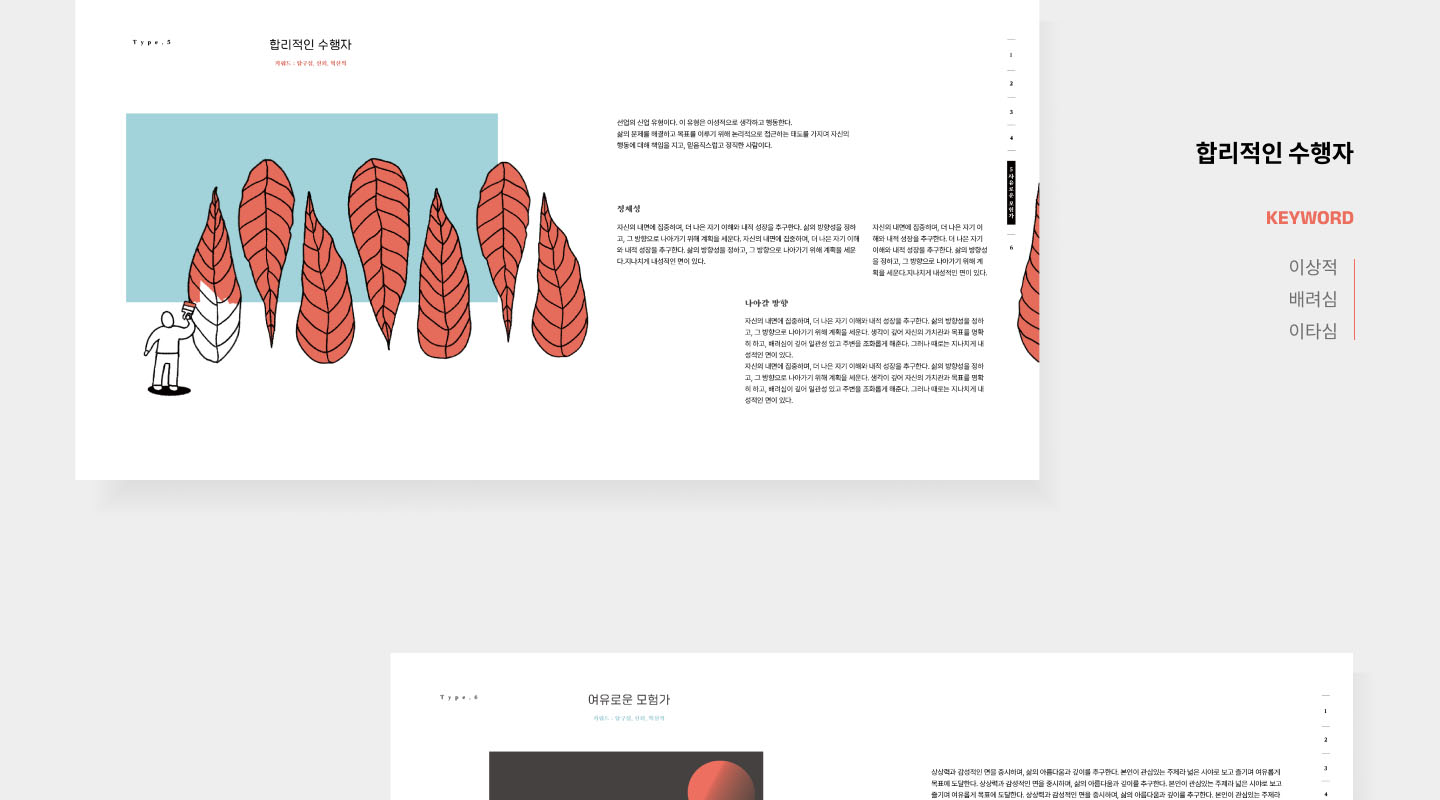 Type.5
합리적인 수행자
키워드 : 탐구심, 신뢰, 혁신적
선업의 신업 유형이다. 이 유형은 이성적으로 생각하고 행동한다.
삶의 문제를 해결하고 목표를 이루기 위해 논리적으로 접근하는 태도를 가지며 자신의
행동에 대해 책임을 지고, 믿음직스럽고 정직한 사람이다.
정체성
자신의 내면에 집중하며, 더 나은 자기 이해와 내적 성장을 추구한다. 삶의 방향성을 정하
고, 그 방향으로 나아가기 위해 계획을 세운다. 자신의 내면에 집중하며, 더 나은 자기 이해
와 내적 성장을 추구한다. 삶의 방향성을 정하고, 그 방향으로 나아가기 위해 계획을 세운
다.지나치게 내성적인 면이 있다.
자신의 내면에 집중하며, 더 나은 자기 이
해와 내적 성장을 추구한다. 더 나은 자기
이해와 내적 성장을 추구한다. 삶의 방향성
을 정하고, 그 방향으로 나아가기 위해 계
획을 세운다.지나치게 내성적인 면이 있다.
나아갈 방향
자신의 내면에 집중하며, 더 나은 자기 이해와 내적 성장을 추구한다. 삶의 방향성을 정하
고, 그 방향으로 나아가기 위해 계획을 세운다. 생각이 깊어 자신의 가치관과 목표를 명확
히 하고, 배려심이 깊어 일관성 있고 주변을 조화롭게 해준다. 그러나 때로는 지나치게 내
성적인 면이 있다.
자신의 내면에 집중하며, 더 나은 자기 이해와 내적 성장을 추구한다. 삶의 방향성을 정하
고, 그 방향으로 나아가기 위해 계획을 세운다. 생각이 깊어 자신의 가치관과 목표를 명확
히 하고, 배려심이 깊어 일관성 있고 주변을 조화롭게 해준다. 그러나 때로는 지나치게 내
성적인 면이 있다.
1
2
3
4
5 사유로운 모험가
6
합리적인 수행자
KEYWORD
이상적
배려심
이타심
Type.6
여유로운 모험가
키워드 : 탐구심, 신뢰, 혁신적
상상력과 감성적인 면을 중시하며, 삶의 아름다움과 깊이를 추구한다. 본인이 관심있는 주제라 넓은 시야로 보고 즐기며 여유롭게
목표에 도달한다. 상상력과 감성적인 면을 중시하며, 삶의 아름다움과 깊이를 추구한다. 본인이 관심있는 주제라 넓은 시야로 보고
즐기며 여유롭게 목표에 도달한다. 상상력과 감성적인 면을 중시하며, 삶의 아름다움과 깊이를 추구한다. 본인이 관심있는 주제라
1
2
3
4